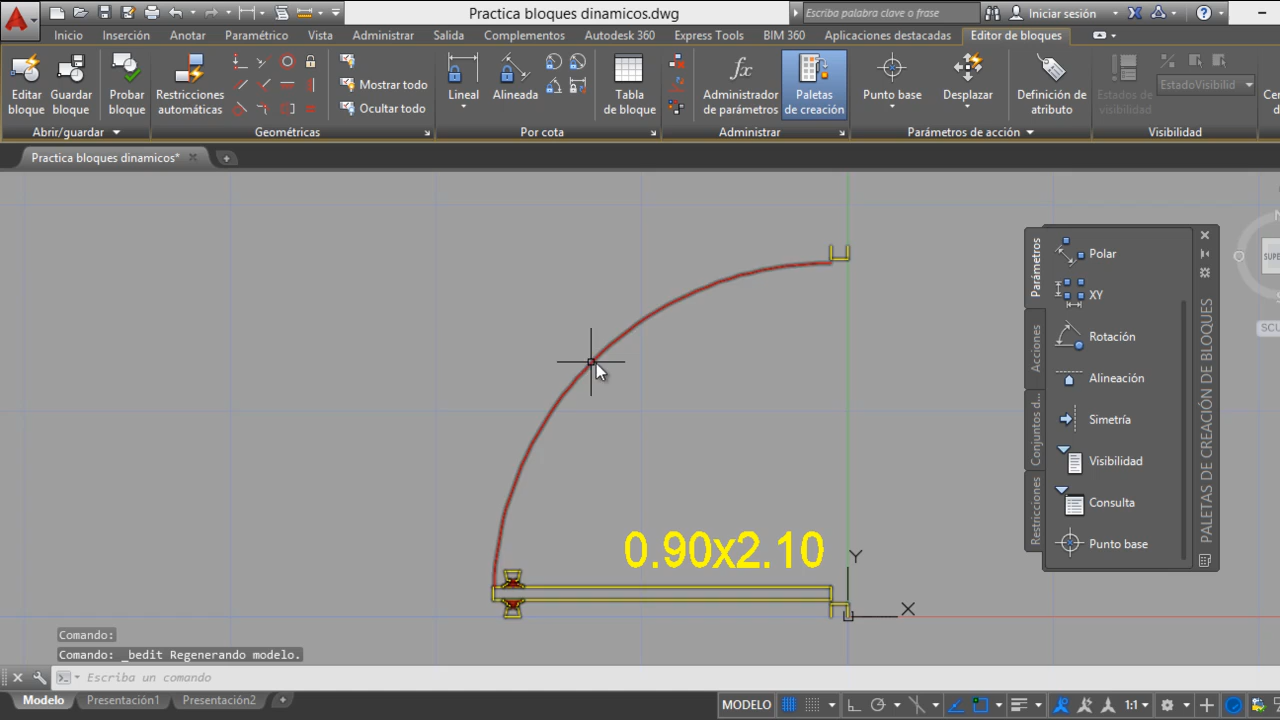 Practica bloques dinamicos.dwg
Escriba palabra clave o frase
Iniciar sesión
Inicio
Inserción
Anotar
Paramétrico
Vista
Administrar
Salida
Complementos
Autodesk 360
Express Tools
BIM 360
Aplicaciones destacadas
Editor de bloques
Editar bloque
Guardar bloque
Probar bloque
Restricciones automáticas
Mostrar todo
Ocultar todo
Lineal
Alineada
Tabla de bloque
fx
Administrador de parámetros
Paletas de creación
Punto base
Desplazar
Definición de atributo
Estados de visibilidad
EstadoVisibilid
Abrir/guardar
Geométricas
Por cota
Administrar
Parámetros de acción
Visibilidad
Practica bloques dinamicos*
Parámetros
Acciones
Conjuntos d...
Restricciones
Polar
XY
Rotación
Alineación
Simetría
Visibilidad
Consulta
Punto base
PALETAS DE CREACIÓN DE BLOQUES
SUPE
SCU
0.90x2.10
Y
X
Comando:
Comando: _bedit Regenerando modelo.
Escriba un comando
Modelo
Presentación1
Presentación2
MODELO
1:1